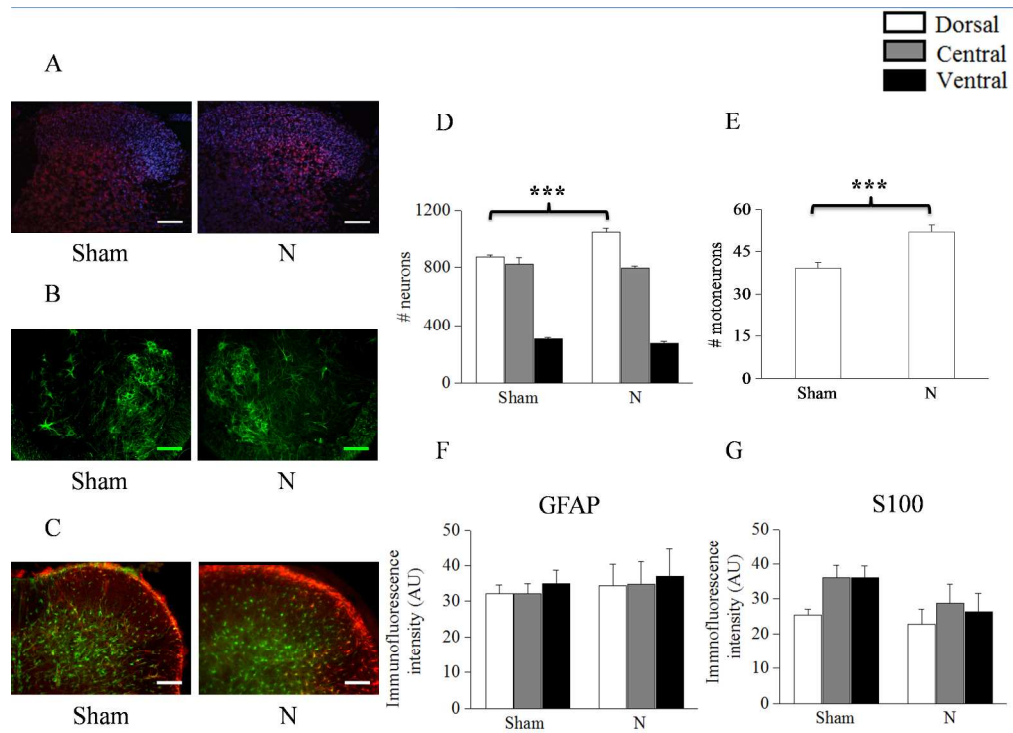 Dorsal
Central
Ventral
A
Sham
N
B
Sham
N
C
Sham
N
D
***
1200
800
400
0
# neurons
Sham
N
E
***
60
45
30
15
0
# motoneurons
Sham
N
F
GFAP
50
40
30
20
10
0
Immunofluorescence
intensity (AU)
Sham
N
G
S100
50
40
30
20
10
0
Immnofluorescence
intensity (AU)
Sham
N